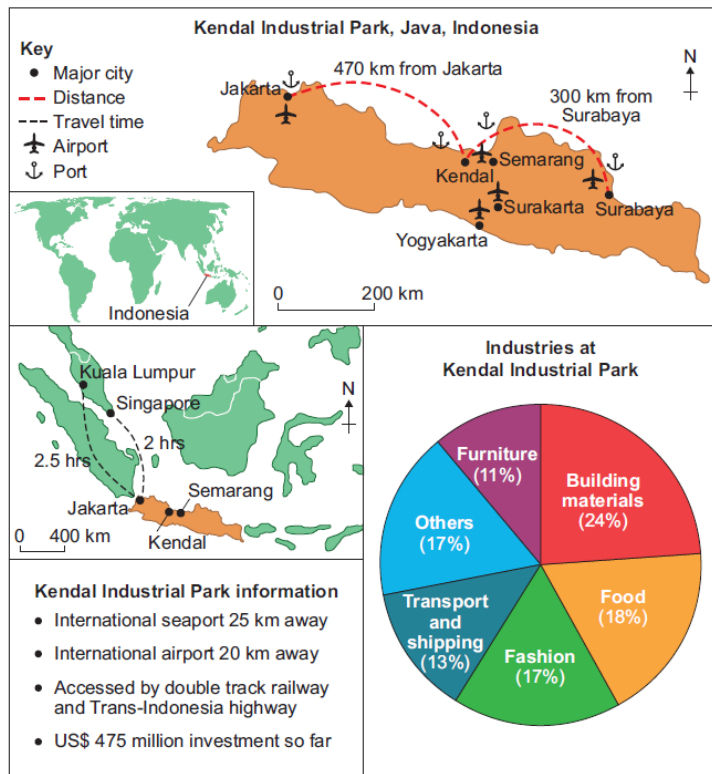 Kendal Industrial Park, Java, Indonesia
Key
Major city
Distance
Travel time
Airport
Port
Jakarta
470 km from Jakarta
300 km from
Surabaya
N
Kendal
Semarang
Surakarta
Surabaya
Yogyakarta
0 200 km
Indonesia
Kuala Lumpur
Singapore
N
2 hrs
2.5 hrs
Jakarta
Semarang
Kendal
0 400 km
Industries at
Kendal Industrial Park
Furniture
(11%)
Building
materials
(24%)
Others
(17%)
Food
(18%)
Transport
and
shipping
(13%)
Fashion
(17%)
Kendal Industrial Park information
• International seaport 25 km away
• International airport 20 km away
• Accessed by double track railway
and Trans-Indonesia highway
• US$ 475 million investment so far